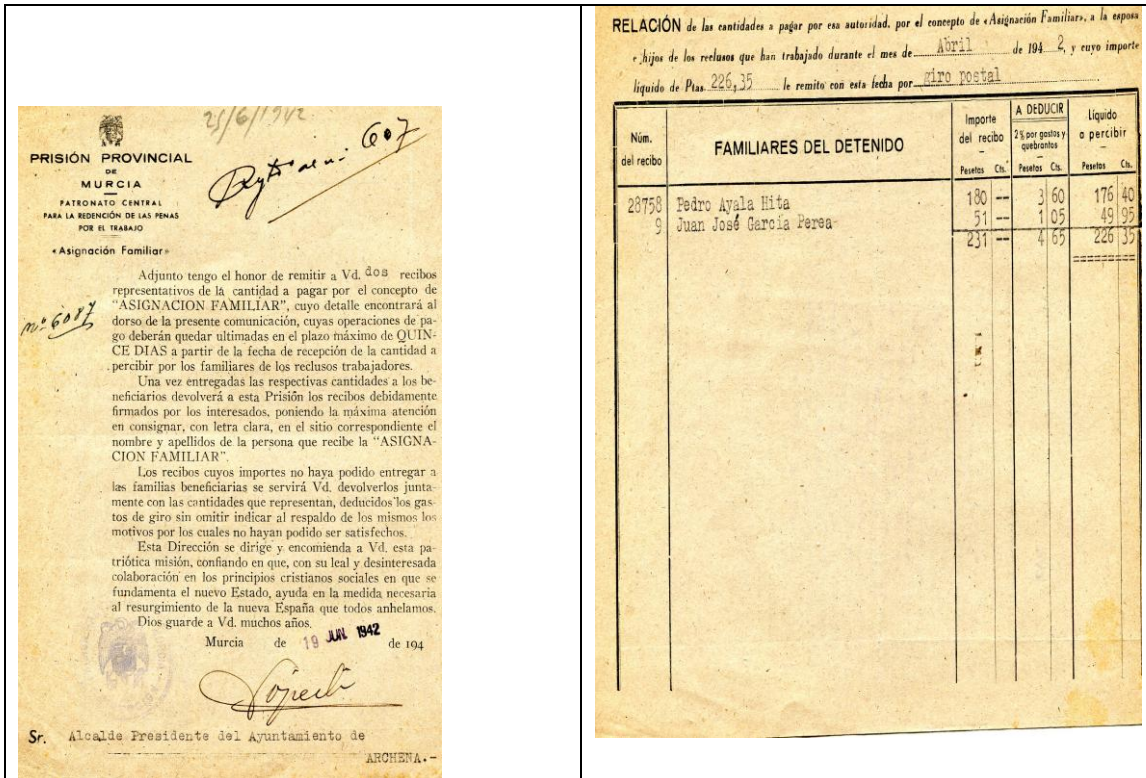 25/6/1942
607
PRISIÓN PROVINCIAL
DE
MURCIA
PATRONATO CENTRAL
PARA LA REDENCIÓN DE LAS PENAS
POR EL TRABAJO
«Asignación Familiar»
nº 6087
Adjunto tengo el honor de remitir a Vd. dos recibos
representativos de la cantidad a pagar por el concepto de
"ASIGNACION FAMILIAR", cuyo detalle encontrará al
dorso de la presente comunicación, cuyas operaciones de pa-
go deberán quedar ultimadas en el plazo máximo de QUIN-
CE DIAS a partir de la fecha de recepción de la cantidad a
percibir por los familiares de los reclusos trabajadores.
Una vez entregadas las respectivas cantidades a los be-
neficiarios devolverá a esta Prisión los recibos debidamente
firmados por los interesados, poniendo la máxima atención
en consignar, con letra clara, en el sitio correspondiente el
nombre y apellidos de la persona que recibe la "ASIGNA-
CION FAMILIAR".
Los recibos cuyos importes no haya podido entregar a
las familias beneficiarias se servirá Vd. devolverlos junta-
mente con las cantidades que representan, deducidos los gas-
tos de giro sin omitir indicar al respaldo de los mismos los
motivos por los cuales no hayan podido ser satisfechos.
Esta Dirección se dirige y encomienda a Vd. esta pa-
triótica misión, confiando en que, con su leal y desinteresada
colaboración en los principios cristianos sociales en que se
fundamenta el nuevo Estado, ayuda en la medida necesaria
al resurgimiento de la nueva España que todos anhelamos.
Dios guarde a Vd. muchos años.
Murcia de 19 JUN. 1942 de 194
Sr. Alcalde Presidente del Ayuntamiento de
ARCHENA.-
RELACIÓN de las cantidades a pagar por esa autoridad, por el concepto de «Asignación Familiar», a la esposa
e hijos de los reclusos que han trabajado durante el mes de Abril de 194 2, y cuyo importe
líquido de Ptas. 226,35 le remito con esta fecha por giro postal
Núm. del recibo FAMILIARES DEL DETENIDO Importe del recibo A DEDUCIR 2% por gastos y quebrantos Líquido a percibir
Pesetas Cts. Pesetas Cts. Pesetas Cts.
28758 Pedro Ayala Hita 180 -- 3 60 176 40
9 Juan José García Perea- 51 -- 1 05 49 95
231 -- 4 65 226 35
=========